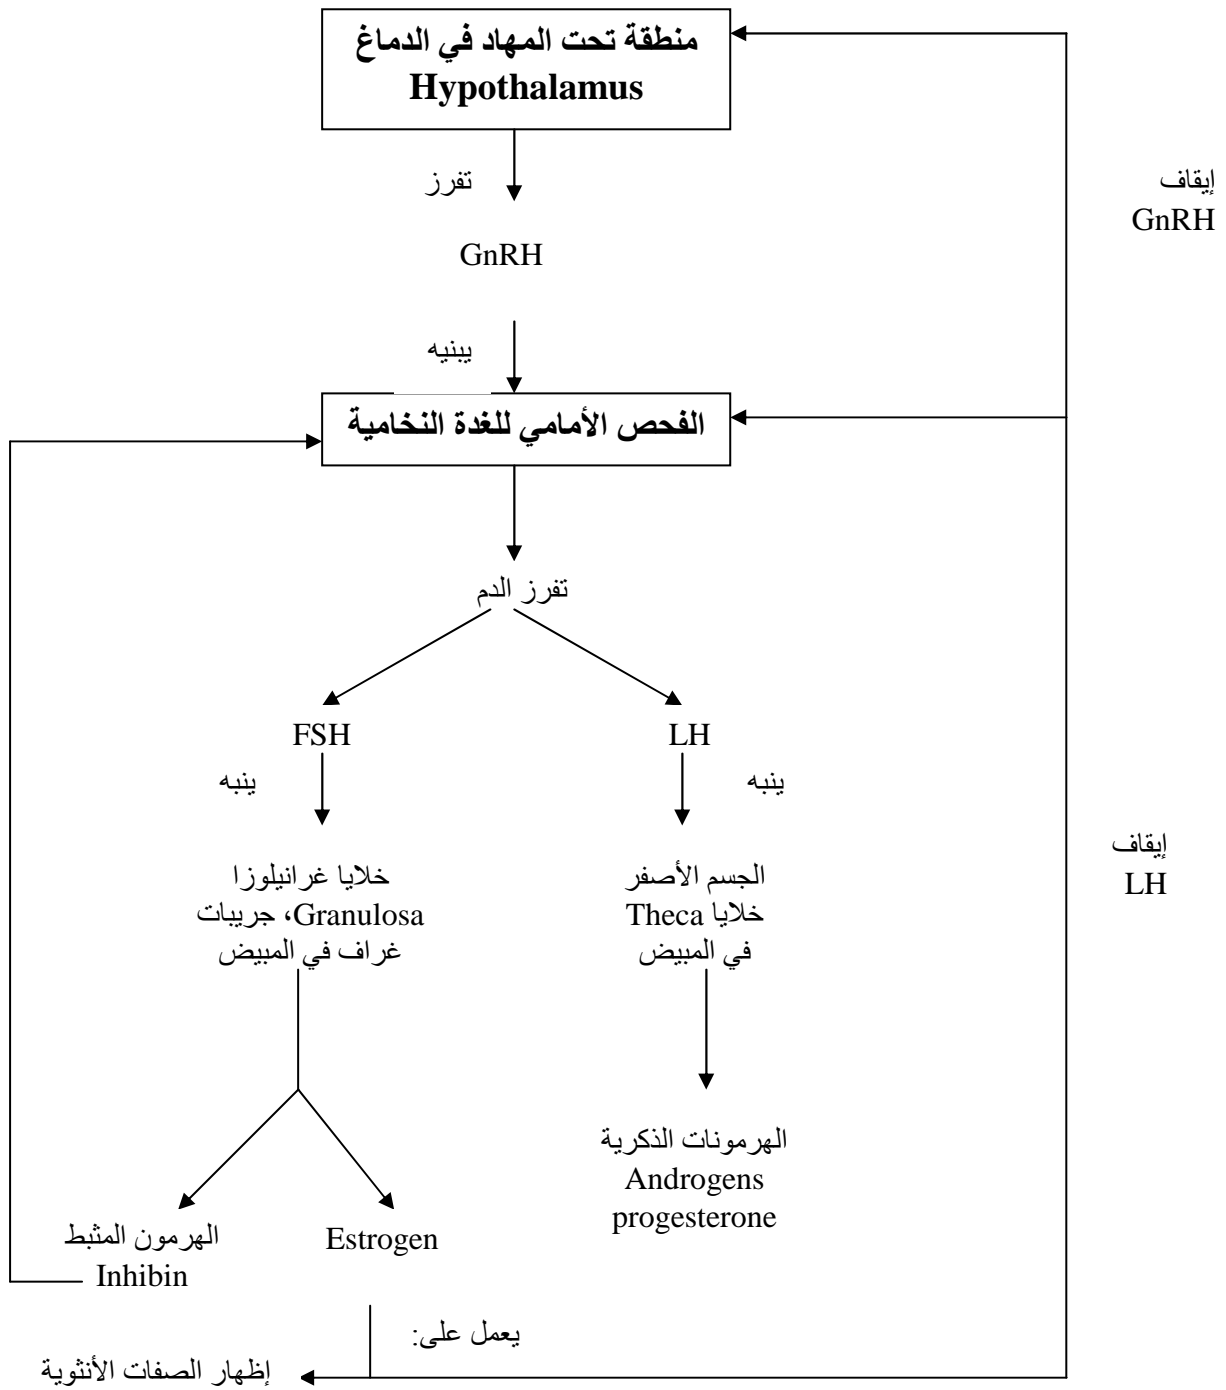 منطقة تحت المهاد في الدماغ
Hypothalamus
تفرز
إيقاف
GnRH
GnRH
يبنيه
الفحص الأمامي للغدة النخامية
تفرز الدم
FSH
LH
ينبه
ينبه
خلايا غرانيلوزا
Granulosa، جريبات
غراف في المبيض
الجسم الأصفر
خلايا Theca
في المبيض
إيقاف
LH
الهرمونات الذكرية
Androgens
progesterone
الهرمون المثبط
Inhibin
Estrogen
يعمل على:
إظهار الصفات الأنثوية